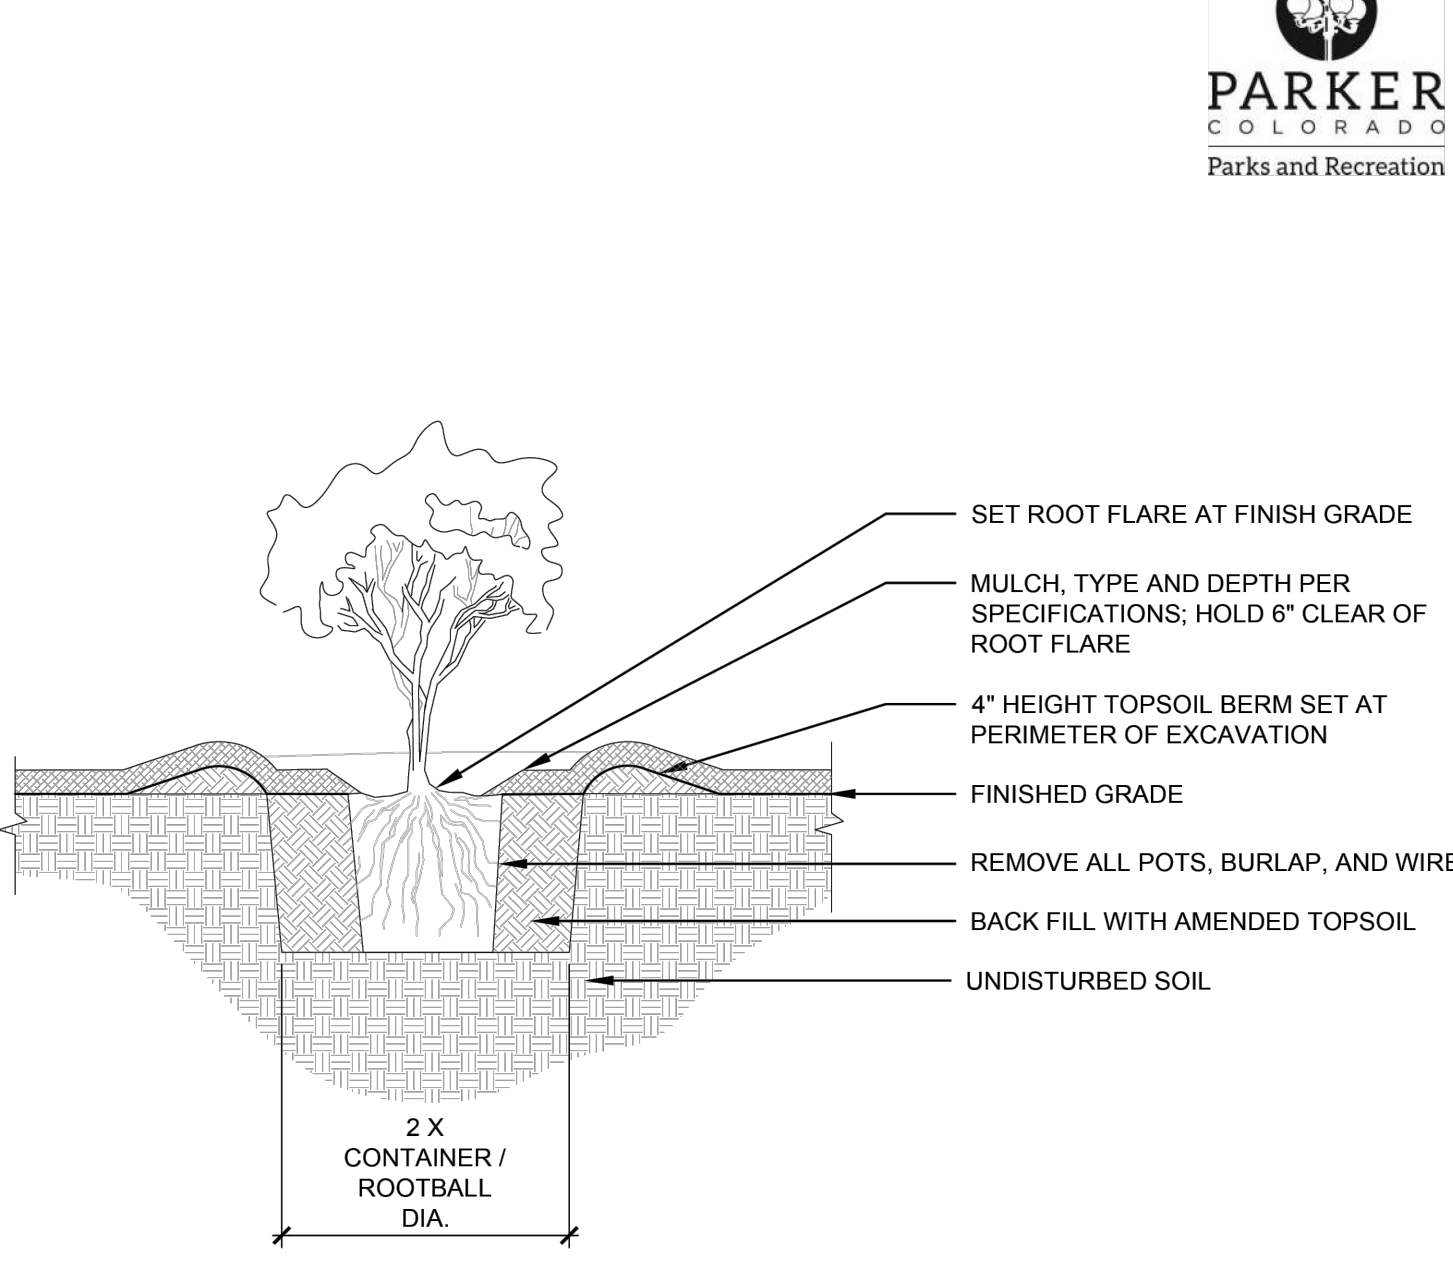 PARKER
COLORADO
Parks and Recreation
SET ROOT FLARE AT FINISH GRADE
MULCH, TYPE AND DEPTH PER
SPECIFICATIONS; HOLD 6" CLEAR OF
ROOT FLARE
4" HEIGHT TOPSOIL BERM SET AT
PERIMETER OF EXCAVATION
FINISHED GRADE
REMOVE ALL POTS, BURLAP, AND WIRE
BACK FILL WITH AMENDED TOPSOIL
UNDISTURBED SOIL
2 X
CONTAINER /
ROOTBALL
DIA.